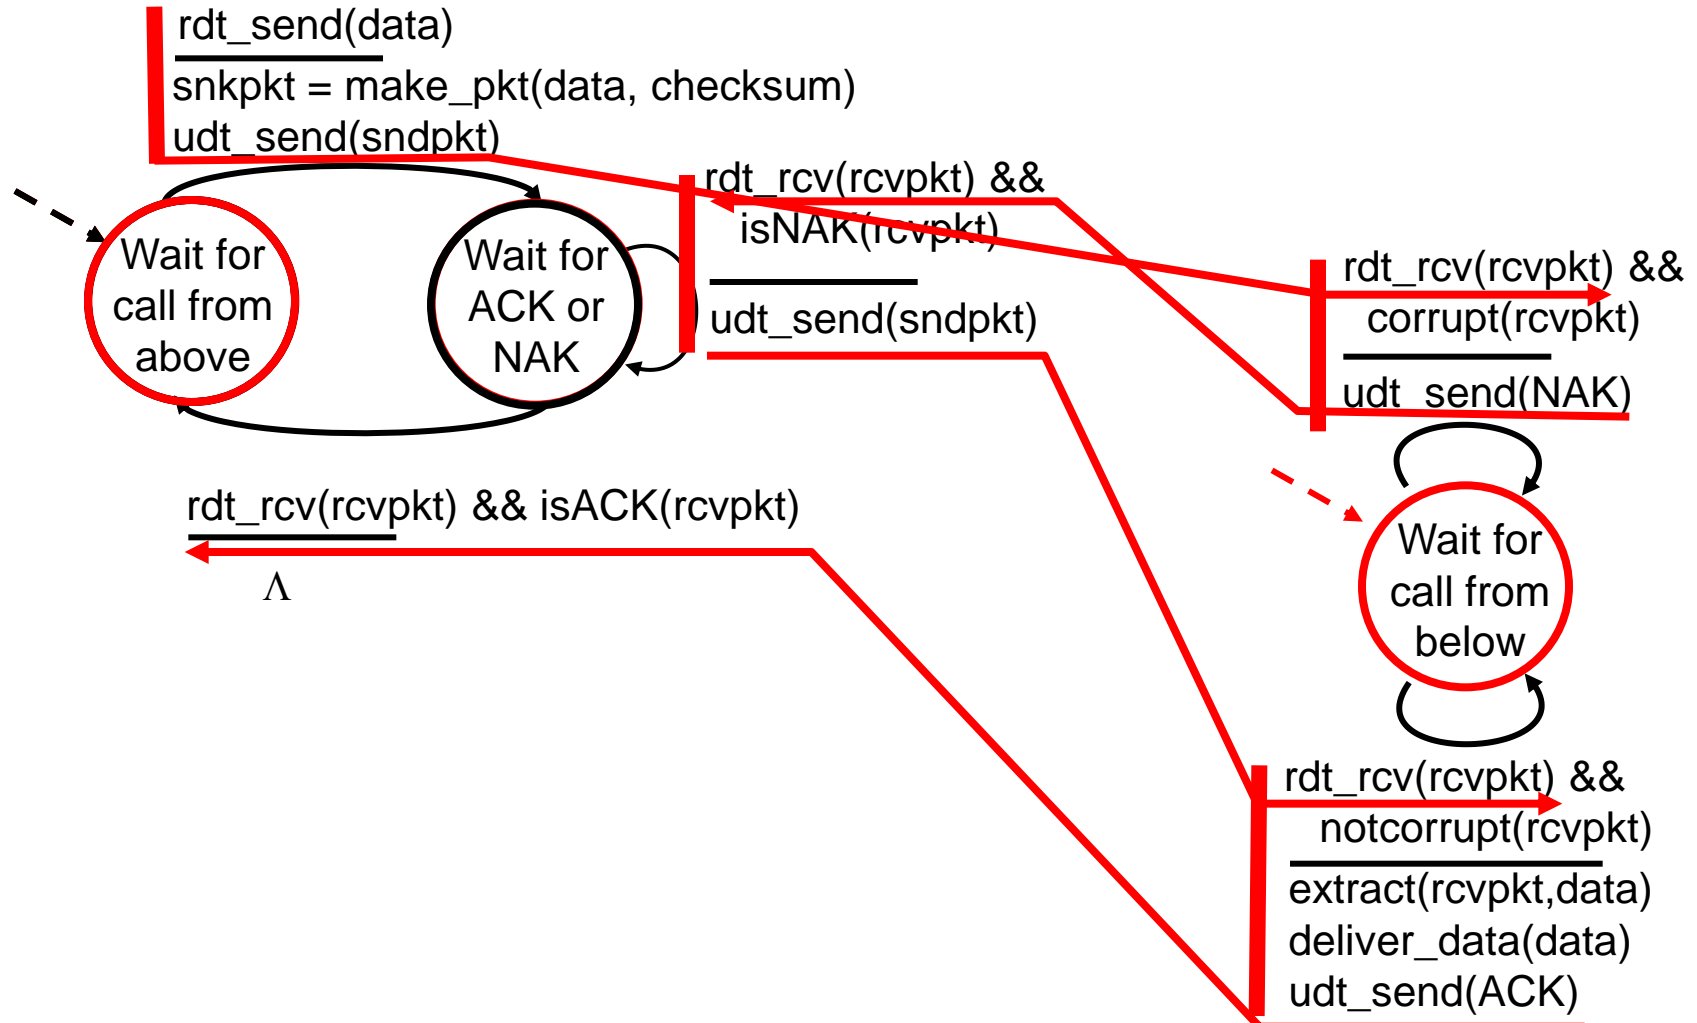 rdt_send(data)
snkpkt = make_pkt(data, checksum)
udt_send(sndpkt)
rdt_rcv(rcvpkt) &&
isNAK(rcvpkt)
udt_send(sndpkt)
Wait for
call from
above
Wait for
ACK or
NAK
rdt_rcv(rcvpkt) && isACK(rcvpkt)
Λ
rdt_rcv(rcvpkt) &&
corrupt(rcvpkt)
udt_send(NAK)
Wait for
call from
below
rdt_rcv(rcvpkt) &&
notcorrupt(rcvpkt)
extract(rcvpkt,data)
deliver_data(data)
udt_send(ACK)